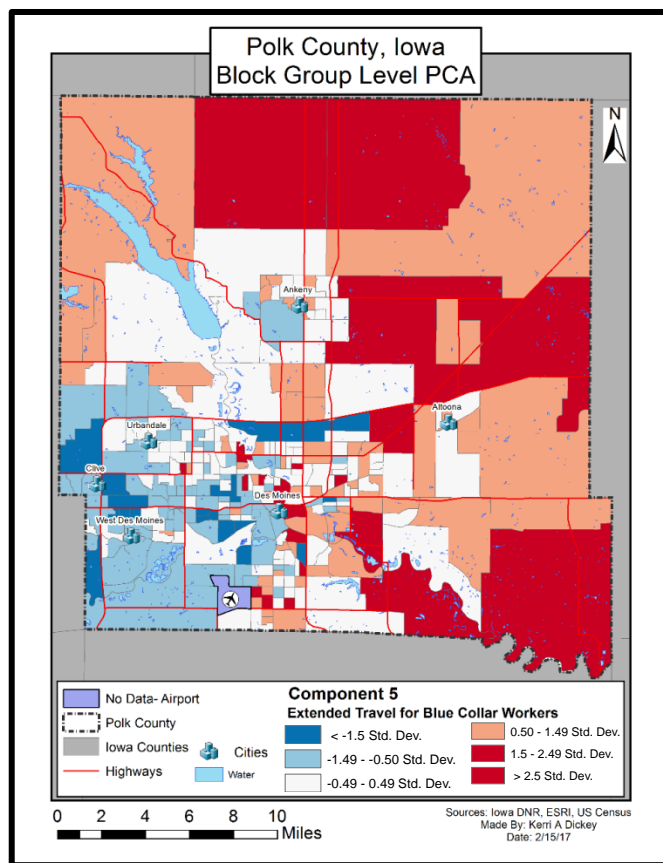 Polk County, Iowa
Block Group Level PCA
N
Ankeny
Altoona
Urbandale
Clive
Des Moines
West Des Moines
No Data- Airport
Polk County
Iowa Counties
Highways
Cities
Water
Component 5
Extended Travel for Blue Collar Workers
< -1.5 Std. Dev.
-1.49 - -0.50 Std. Dev.
-0.49 - 0.49 Std. Dev.
0.50 - 1.49 Std. Dev.
1.5 - 2.49 Std. Dev.
> 2.5 Std. Dev.
0 2 4 6 8 10
Miles
Sources: Iowa DNR, ESRI, US Census
Made By: Kerri A Dickey
Date: 2/15/17